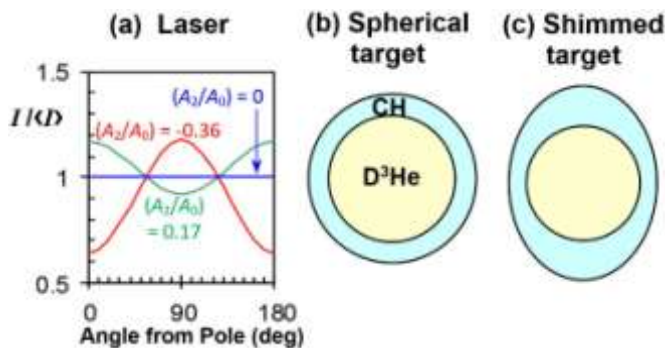 (a) Laser
(b) Spherical
target
(c) Shimmed
target
1.5
1
0.5
I/⟨I⟩
(A₂/A₀) = 0
(A₂/A₀) = -0.36
(A₂/A₀)
= 0.17
0
90
180
Angle from Pole (deg)
CH
D³He